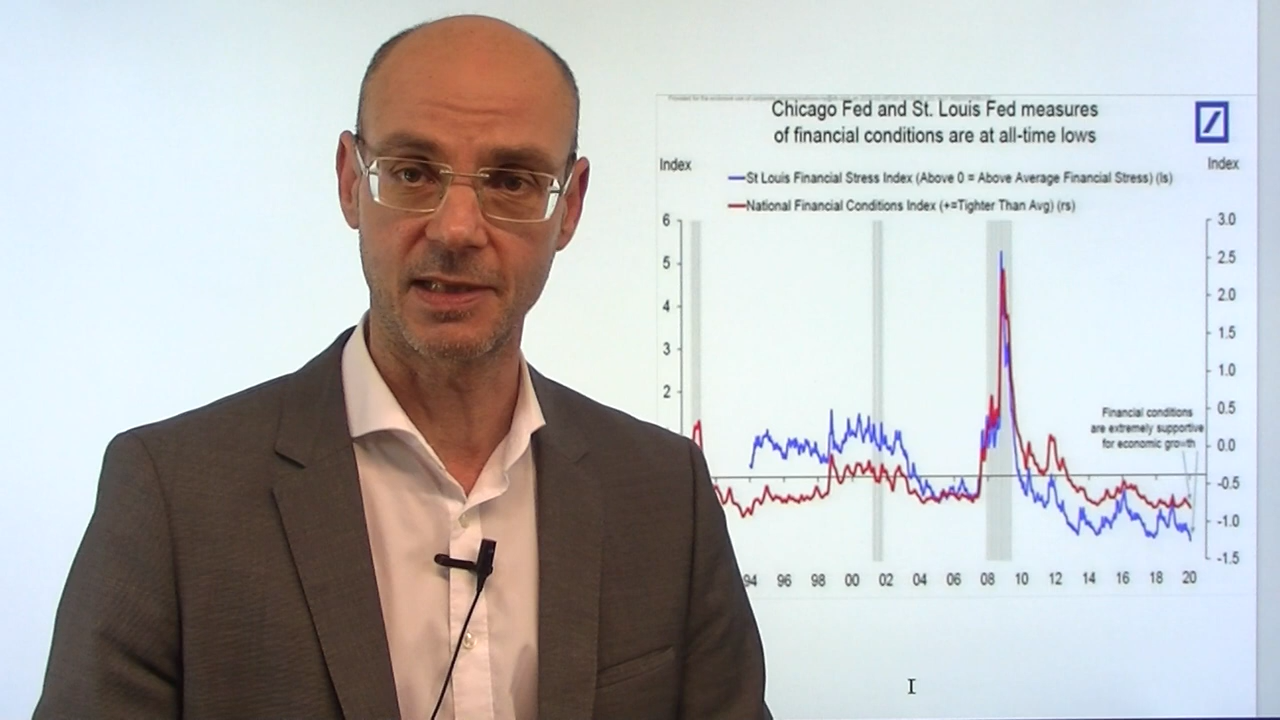 Chicago Fed and St. Louis Fed measures
of financial conditions are at all-time lows
Index
Index
St Louis Financial Stress Index (Above 0 = Above Average Financial Stress) (ls)
National Financial Conditions Index (+=Tighter Than Avg) (rs)
6
5
4
3
2
3.0
2.5
2.0
1.5
1.0
0.5
0.0
-0.5
-1.0
-1.5
Financial conditions
are extremely supportive
for economic growth
94 96 98 00 02 04 06 08 10 12 14 16 18 20